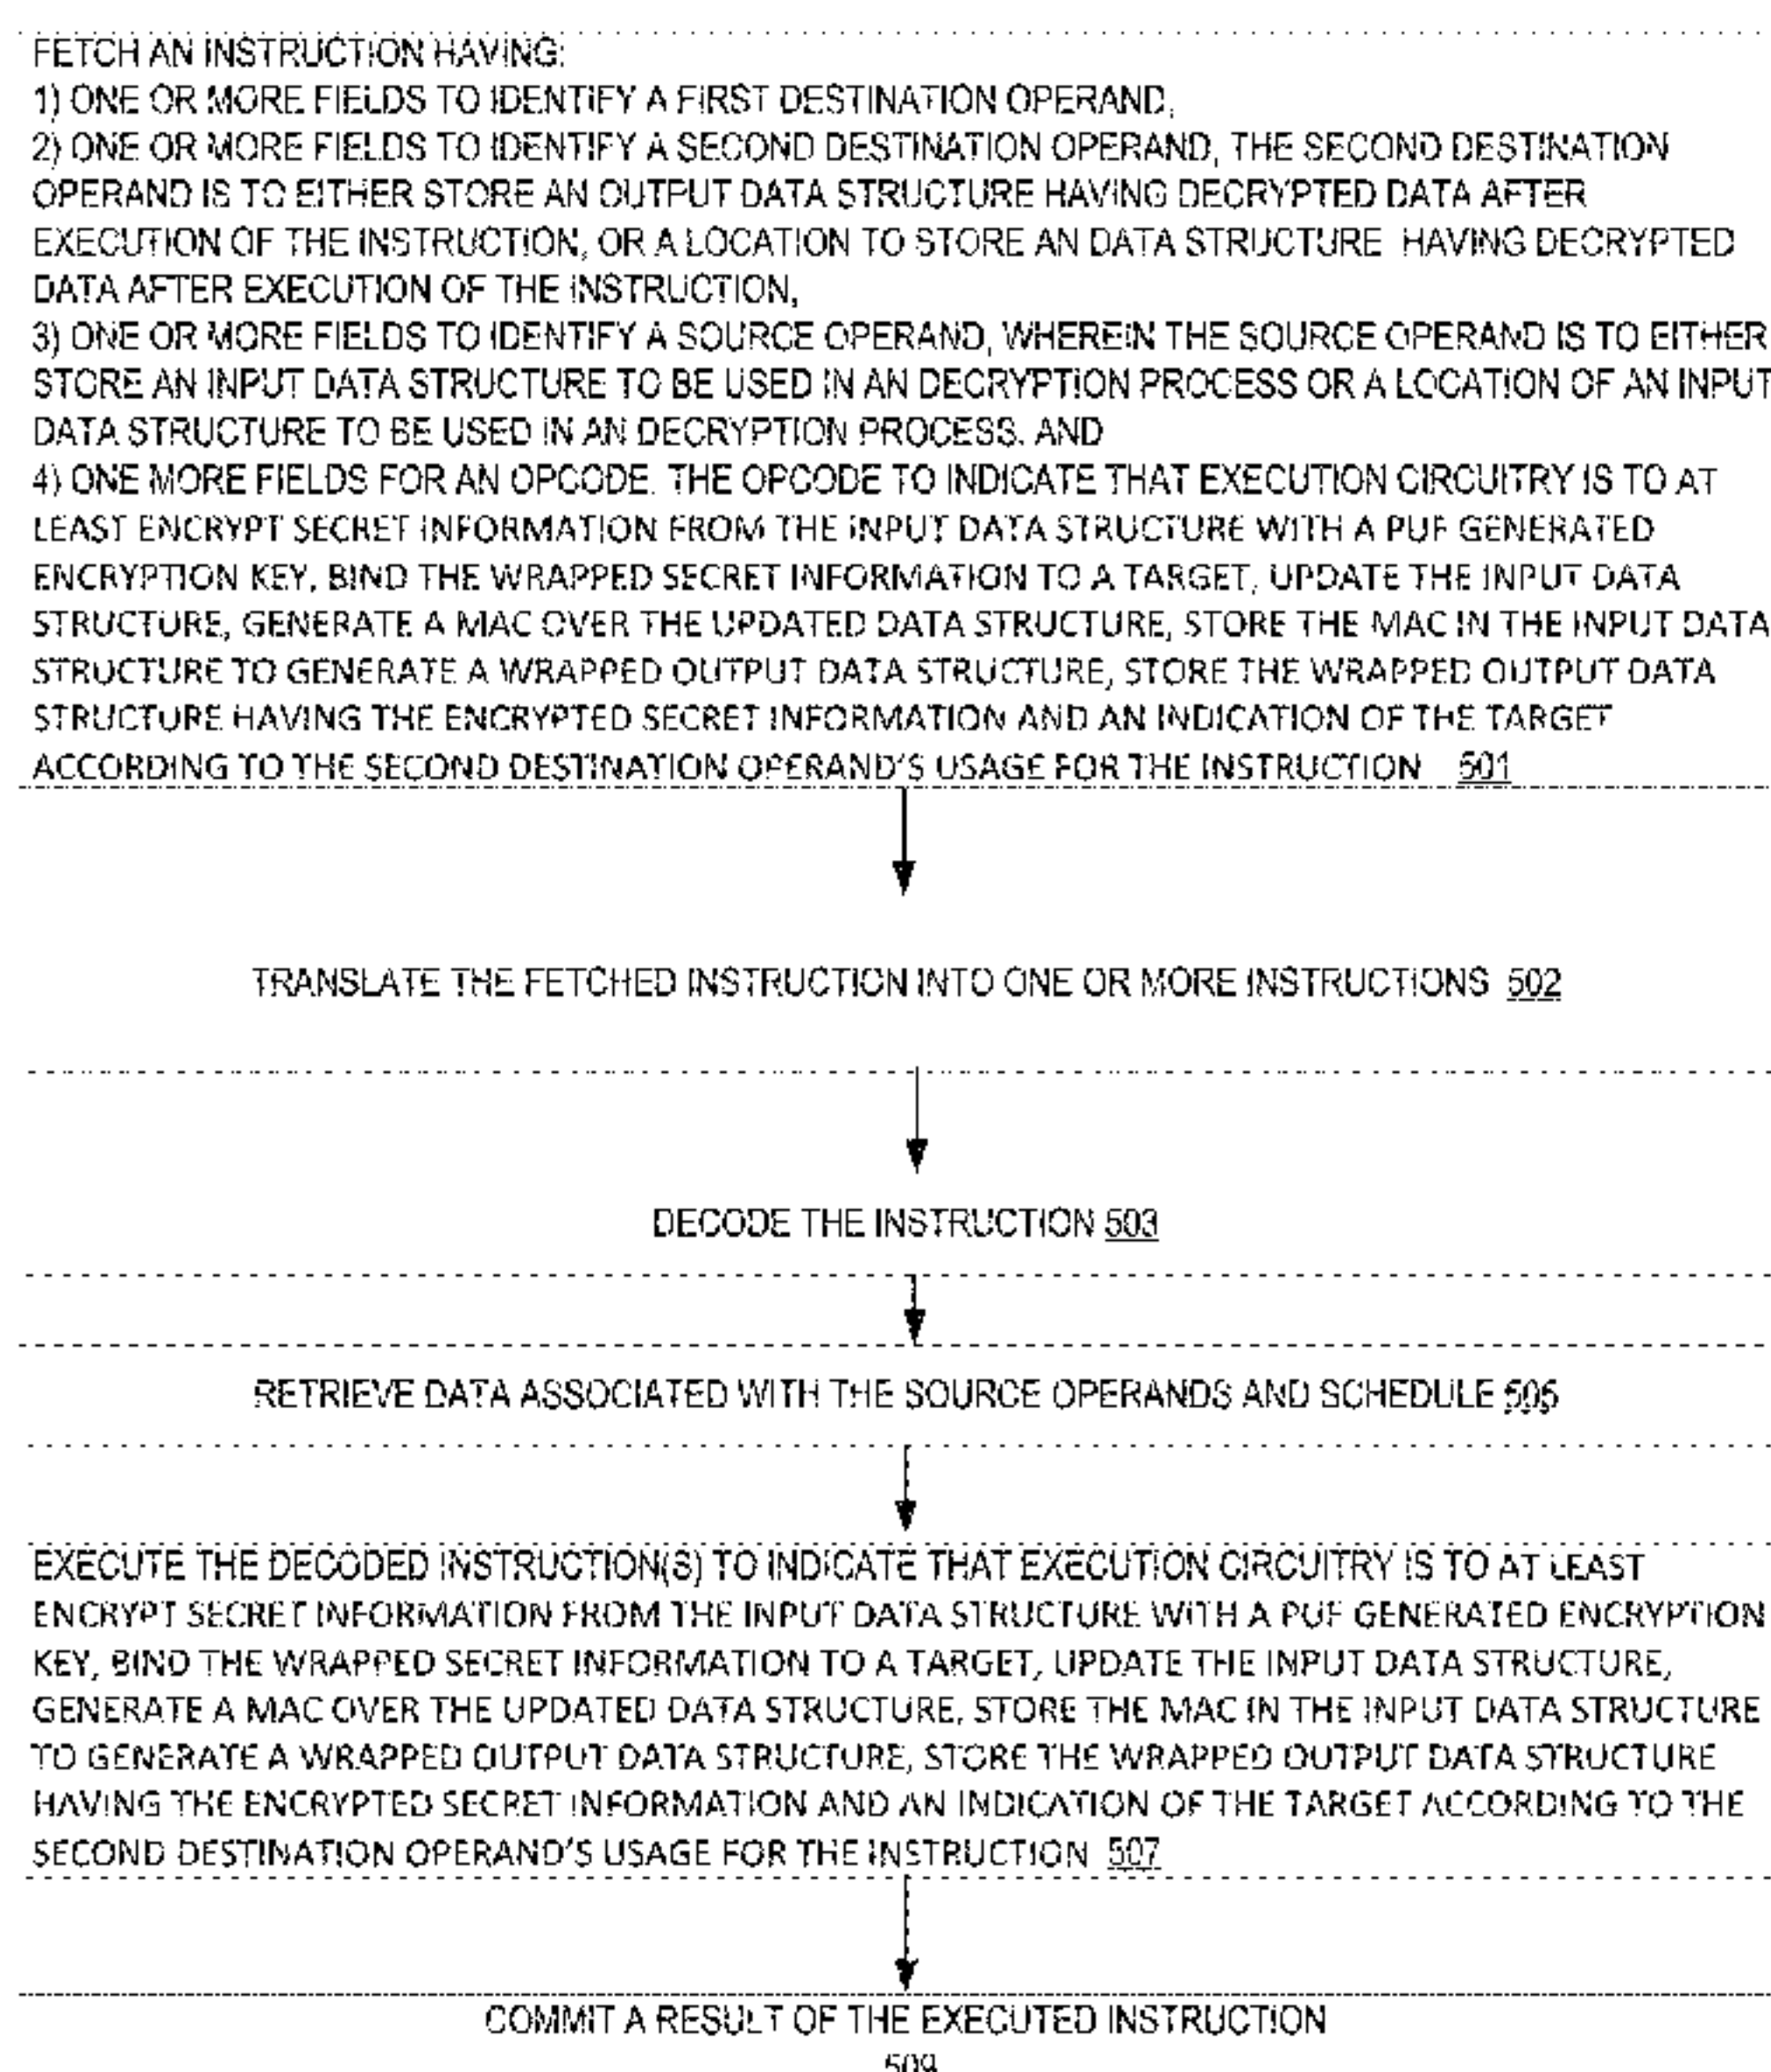 FETCH AN INSTRUCTION HAVING:
1) ONE OR MORE FIELDS TO IDENTIFY A FIRST DESTINATION OPERAND,
2) ONE OR MORE FIELDS TO IDENTIFY A SECOND DESTINATION OPERAND, THE SECOND DESTINATION
OPERAND IS TO EITHER STORE AN OUTPUT DATA STRUCTURE HAVING DECRYPTED DATA AFTER
EXECUTION OF THE INSTRUCTION, OR A LOCATION TO STORE AN DATA STRUCTURE HAVING DECRYPTED
DATA AFTER EXECUTION OF THE INSTRUCTION,
3) ONE OR MORE FIELDS TO IDENTIFY A SOURCE OPERAND, WHEREIN THE SOURCE OPERAND IS TO EITHER
STORE AN INPUT DATA STRUCTURE TO BE USED IN AN DECRYPTION PROCESS OR A LOCATION OF AN INPUT
DATA STRUCTURE TO BE USED IN AN DECRYPTION PROCESS. AND
4) ONE MORE FIELDS FOR AN OPCODE. THE OPCODE TO INDICATE THAT EXECUTION CIRCUITRY IS TO AT
LEAST ENCRYPT SECRET INFORMATION FROM THE INPUT DATA STRUCTURE WITH A PUF GENERATED
ENCRYPTION KEY, BIND THE WRAPPED SECRET INFORMATION TO A TARGET, UPDATE THE INPUT DATA
STRUCTURE, GENERATE A MAC OVER THE UPDATED DATA STRUCTURE, STORE THE MAC IN THE INPUT DATA
STRUCTURE TO GENERATE A WRAPPED OUTPUT DATA STRUCTURE, STORE THE WRAPPED OUTPUT DATA
STRUCTURE HAVING THE ENCRYPTED SECRET INFORMATION AND AN INDICATION OF THE TARGET
ACCORDING TO THE SECOND DESTINATION OPERAND'S USAGE FOR THE INSTRUCTION 501
TRANSLATE THE FETCHED INSTRUCTION INTO ONE OR MORE INSTRUCTIONS 502
DECODE THE INSTRUCTION 503
RETRIEVE DATA ASSOCIATED WITH THE SOURCE OPERANDS AND SCHEDULE 505
EXECUTE THE DECODED INSTRUCTION(S) TO INDICATE THAT EXECUTION CIRCUITRY IS TO AT LEAST
ENCRYPT SECRET INFORMATION FROM THE INPUT DATA STRUCTURE WITH A PUF GENERATED ENCRYPTION
KEY, BIND THE WRAPPED SECRET INFORMATION TO A TARGET, UPDATE THE INPUT DATA STRUCTURE,
GENERATE A MAC OVER THE UPDATED DATA STRUCTURE, STORE THE MAC IN THE INPUT DATA STRUCTURE
TO GENERATE A WRAPPED OUTPUT DATA STRUCTURE, STORE THE WRAPPED OUTPUT DATA STRUCTURE
HAVING THE ENCRYPTED SECRET INFORMATION AND AN INDICATION OF THE TARGET ACCORDING TO THE
SECOND DESTINATION OPERAND'S USAGE FOR THE INSTRUCTION 507
COMMIT A RESULT OF THE EXECUTED INSTRUCTION
509